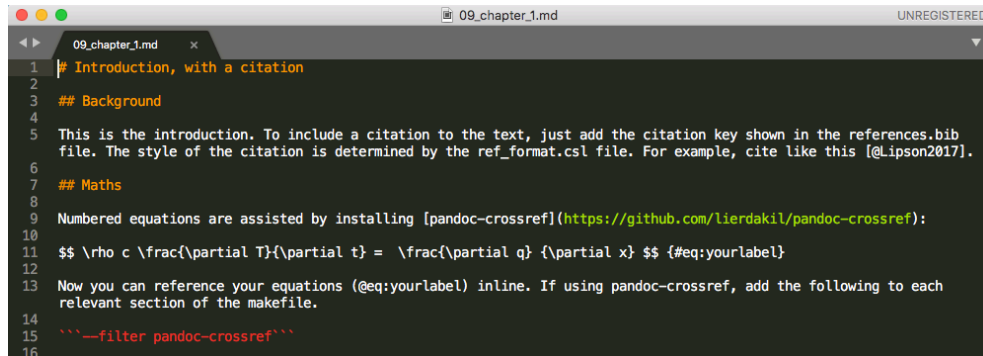 09_chapter_1.md
UNREGISTERED
09_chapter_1.md ×
1 # Introduction, with a citation
2
3 ## Background
4
5 This is the introduction. To include a citation to the text, just add the citation key shown in the references.bib
file. The style of the citation is determined by the ref_format.csl file. For example, cite like this [@Lipson2017].
6
7 ## Maths
8
9 Numbered equations are assisted by installing [pandoc-crossref](https://github.com/lierdakil/pandoc-crossref):
10
11 $$ \rho c \frac{\partial T}{\partial t} =  \frac{\partial q} {\partial x} $$ {#eq:yourlabel}
12
13 Now you can reference your equations (@eq:yourlabel) inline. If using pandoc-crossref, add the following to each
relevant section of the makefile.
14
15 ```--filter pandoc-crossref```
16